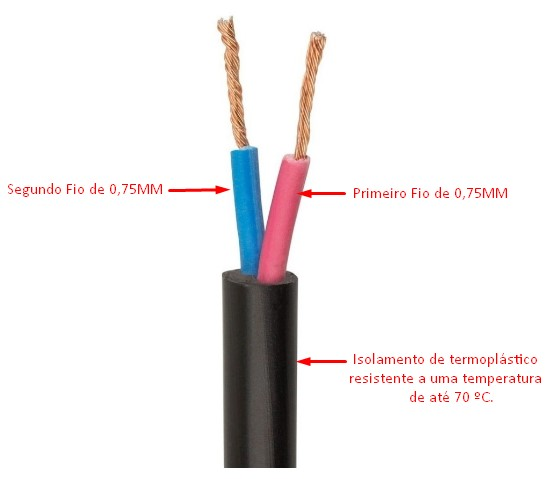 Segundo Fio de 0,75MM
Primeiro Fio de 0,75MM
Isolamento de termoplástico
resistente a uma temperatura
de até 70 ºC.